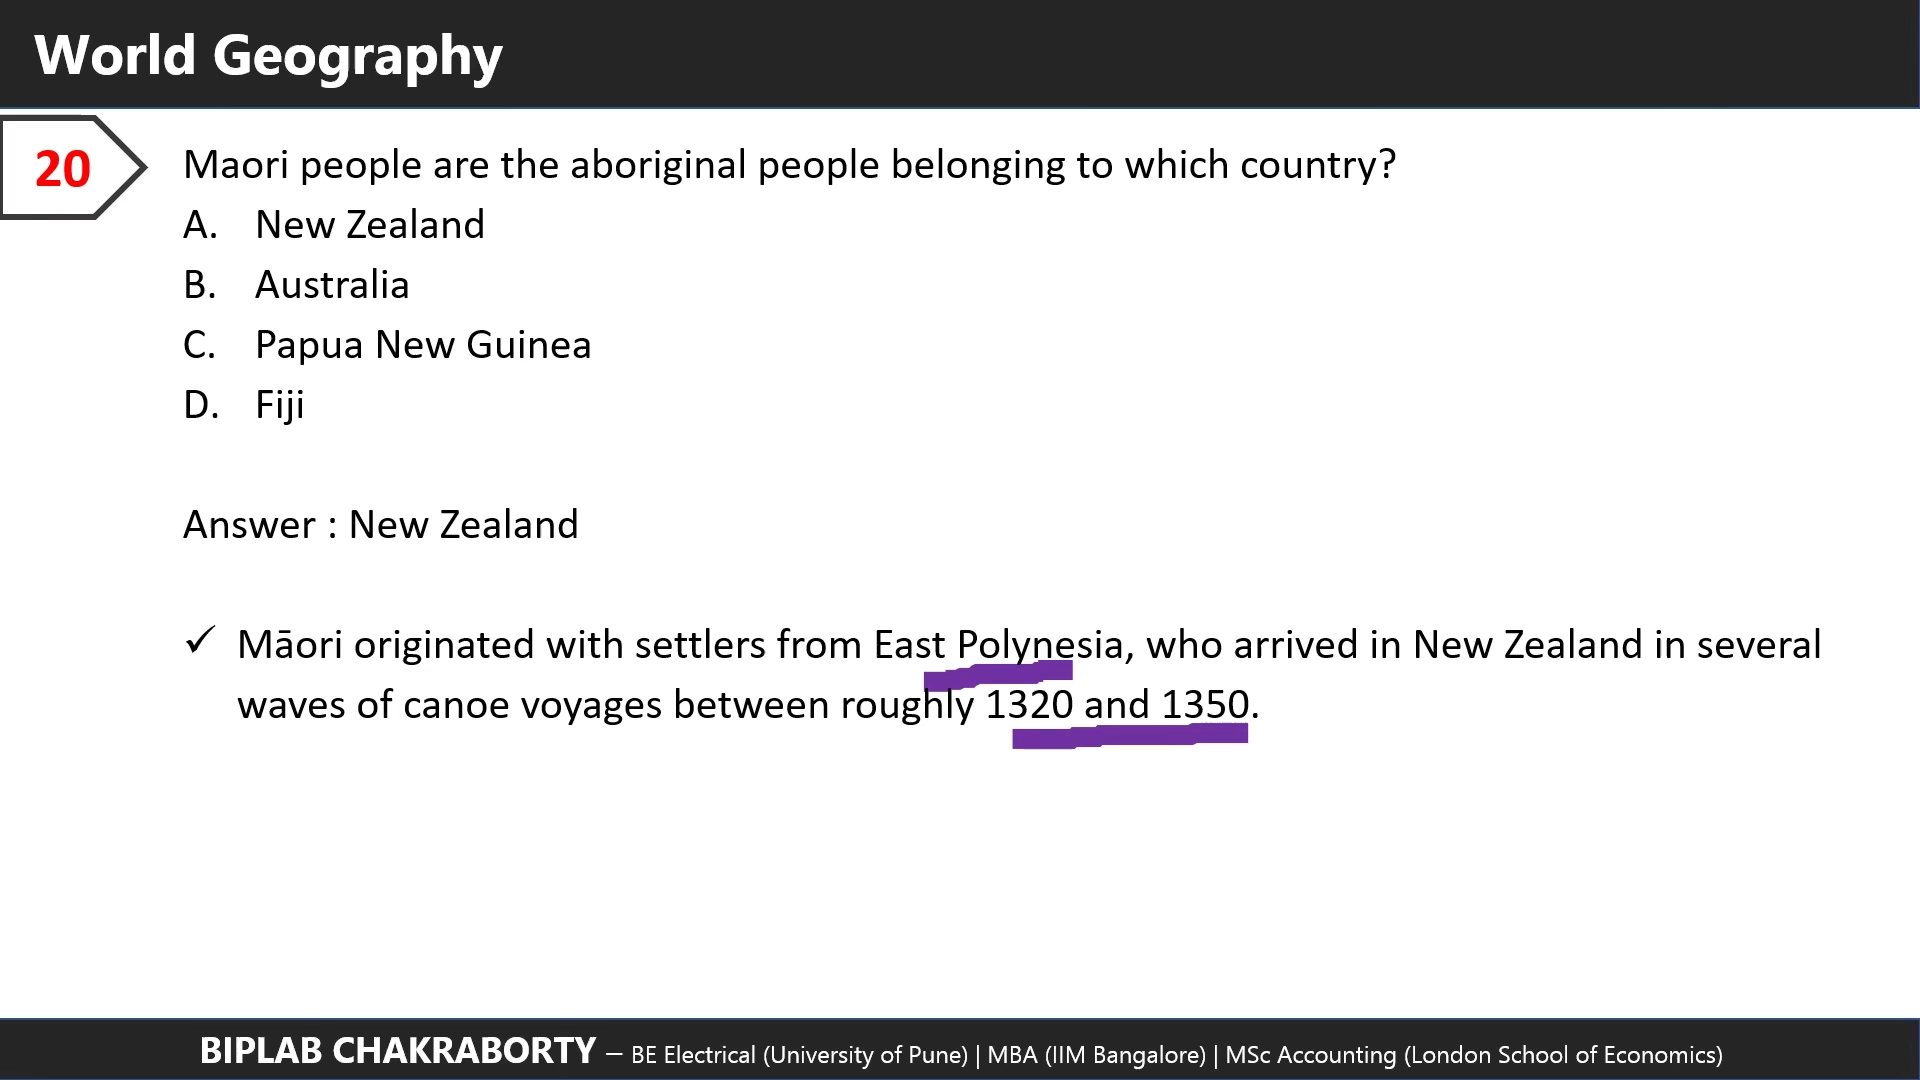 World Geography
20
Maori people are the aboriginal people belonging to which country?
A. New Zealand
B. Australia
C. Papua New Guinea
D. Fiji
Answer : New Zealand
✓ Māori originated with settlers from East Polynesia, who arrived in New Zealand in several
waves of canoe voyages between roughly 1320 and 1350.
BIPLAB CHAKRABORTY – BE Electrical (University of Pune) | MBA (IIM Bangalore) | MSc Accounting (London School of Economics)